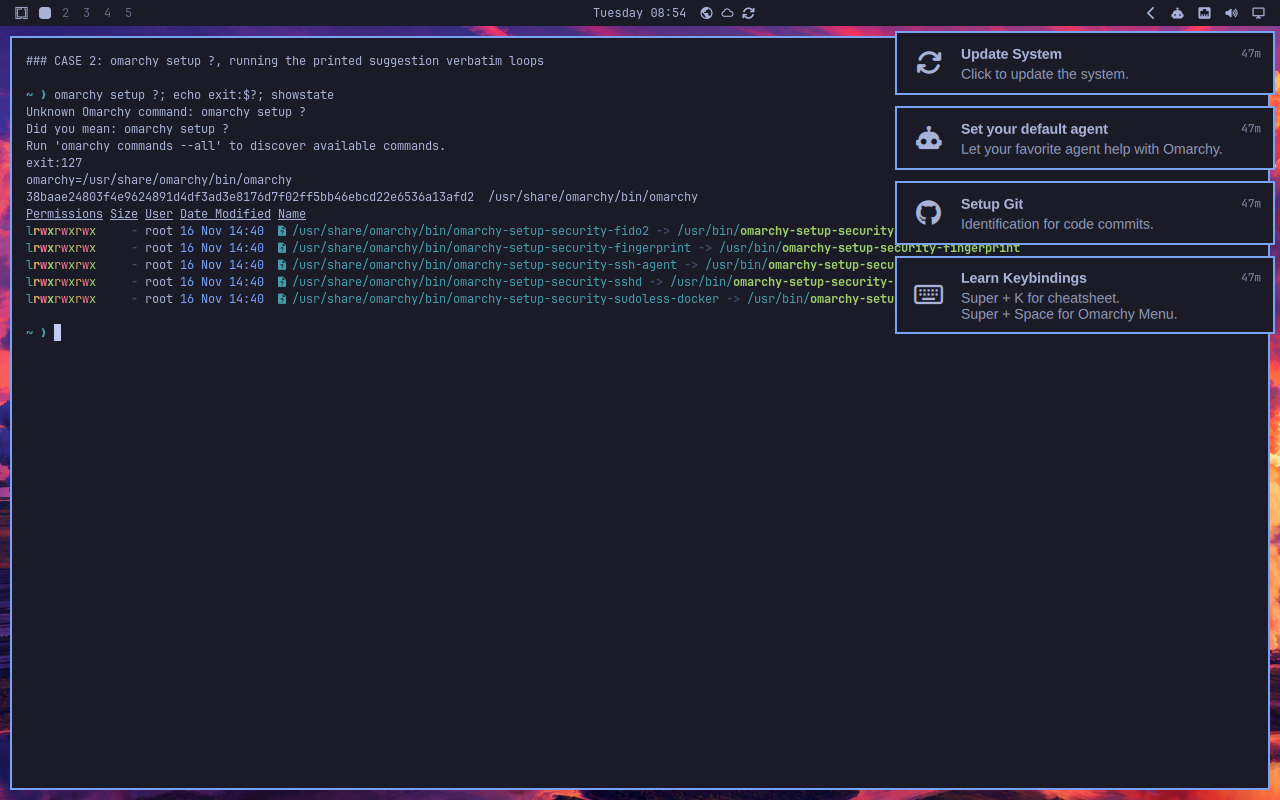 2 3 4 5
Tuesday 08:54
### CASE 2: omarchy setup ?, running the printed suggestion verbatim loops
~ ❯ omarchy setup ?; echo exit:$?; showstate
Unknown Omarchy command: omarchy setup ?
Did you mean: omarchy setup ?
Run 'omarchy commands --all' to discover available commands.
exit:127
omarchy=/usr/share/omarchy/bin/omarchy
38baae24803f4e9624891d4df3ad3e8176d7f02ff5bb46ebcd22e6536a13afd2  /usr/share/omarchy/bin/omarchy
Permissions Size User Date Modified Name
lrwxrwxrwx - root 16 Nov 14:40 /usr/share/omarchy/bin/omarchy-setup-security-fido2 -> /usr/bin/omarchy-setup-security
lrwxrwxrwx - root 16 Nov 14:40 /usr/share/omarchy/bin/omarchy-setup-security-fingerprint -> /usr/bin/omarchy-setup-security-fingerprint
lrwxrwxrwx - root 16 Nov 14:40 /usr/share/omarchy/bin/omarchy-setup-security-ssh-agent -> /usr/bin/omarchy-setup-secu
lrwxrwxrwx - root 16 Nov 14:40 /usr/share/omarchy/bin/omarchy-setup-security-sshd -> /usr/bin/omarchy-setup-security-
lrwxrwxrwx - root 16 Nov 14:40 /usr/share/omarchy/bin/omarchy-setup-security-sudoless-docker -> /usr/bin/omarchy-setu
~ ❯
Update System 47m
Click to update the system.
Set your default agent 47m
Let your favorite agent help with Omarchy.
Setup Git 47m
Identification for code commits.
Learn Keybindings 47m
Super + K for cheatsheet.
Super + Space for Omarchy Menu.